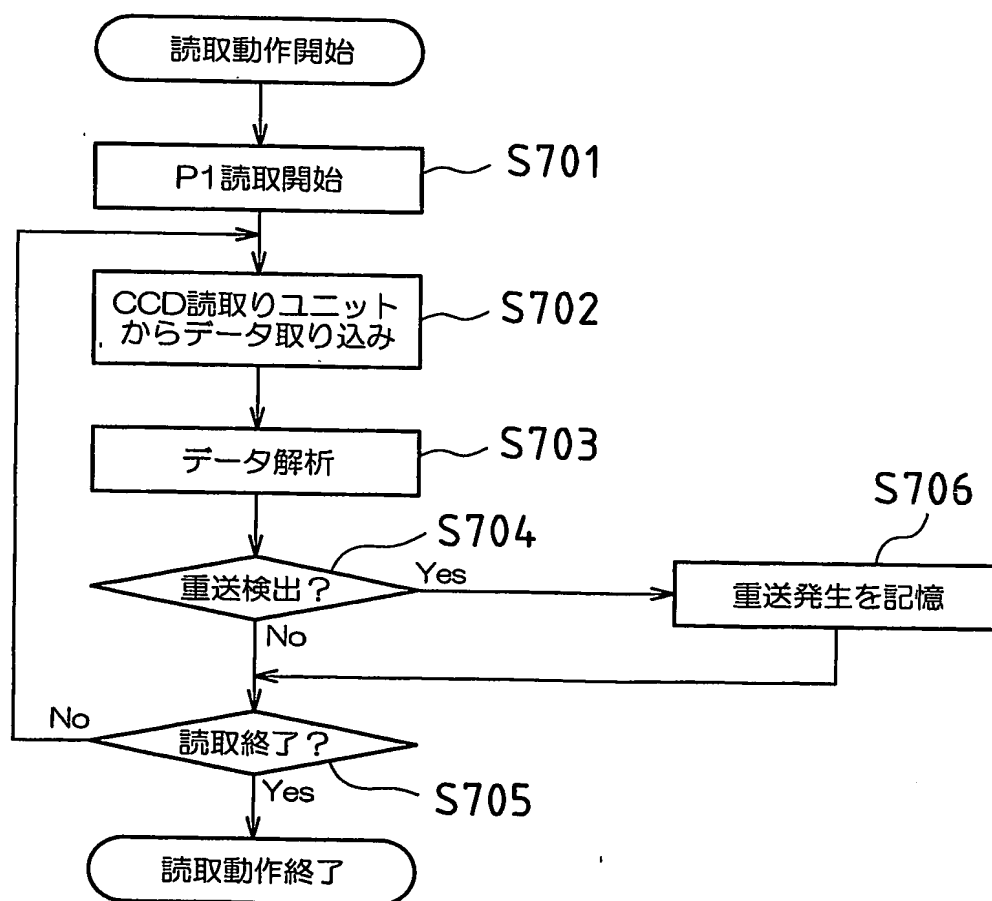 読取動作開始
P1読取開始
S701
CCD読取りユニット
からデータ取り込み
S702
データ解析
S703
重送検出?
S704
Yes
No
重送発生を記憶
S706
読取終了?
S705
No
Yes
読取動作終了